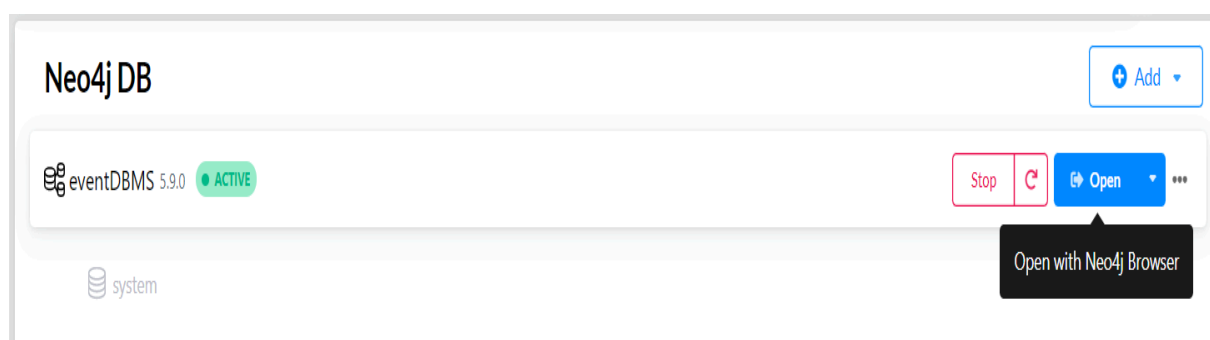 Neo4j DB
Add
eventDBMS 5.9.0 ACTIVE
Stop
Open
Open with Neo4j Browser
system